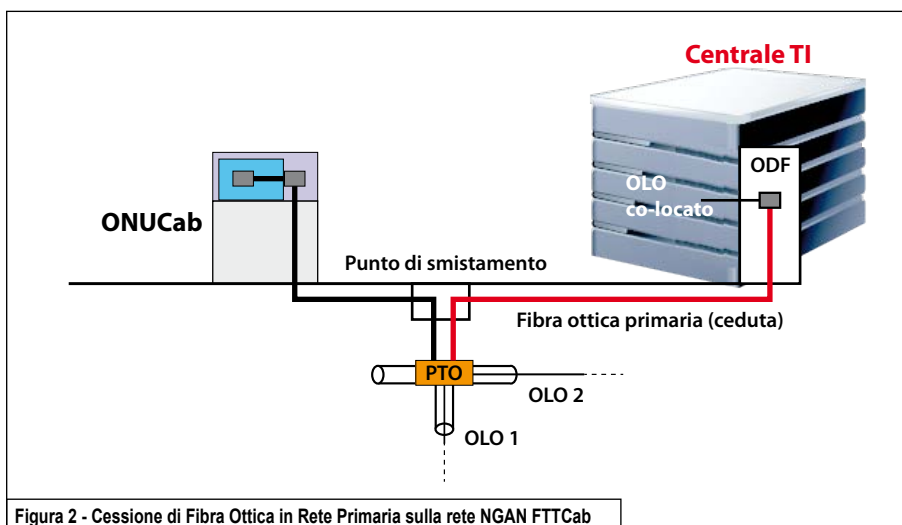 Centrale TI
ODF
OLO
co-locato
ONUCab
Punto di smistamento
Fibra ottica primaria (ceduta)
PTO
OLO 2
OLO 1
Figura 2 - Cessione di Fibra Ottica in Rete Primaria sulla rete NGAN FTTCab